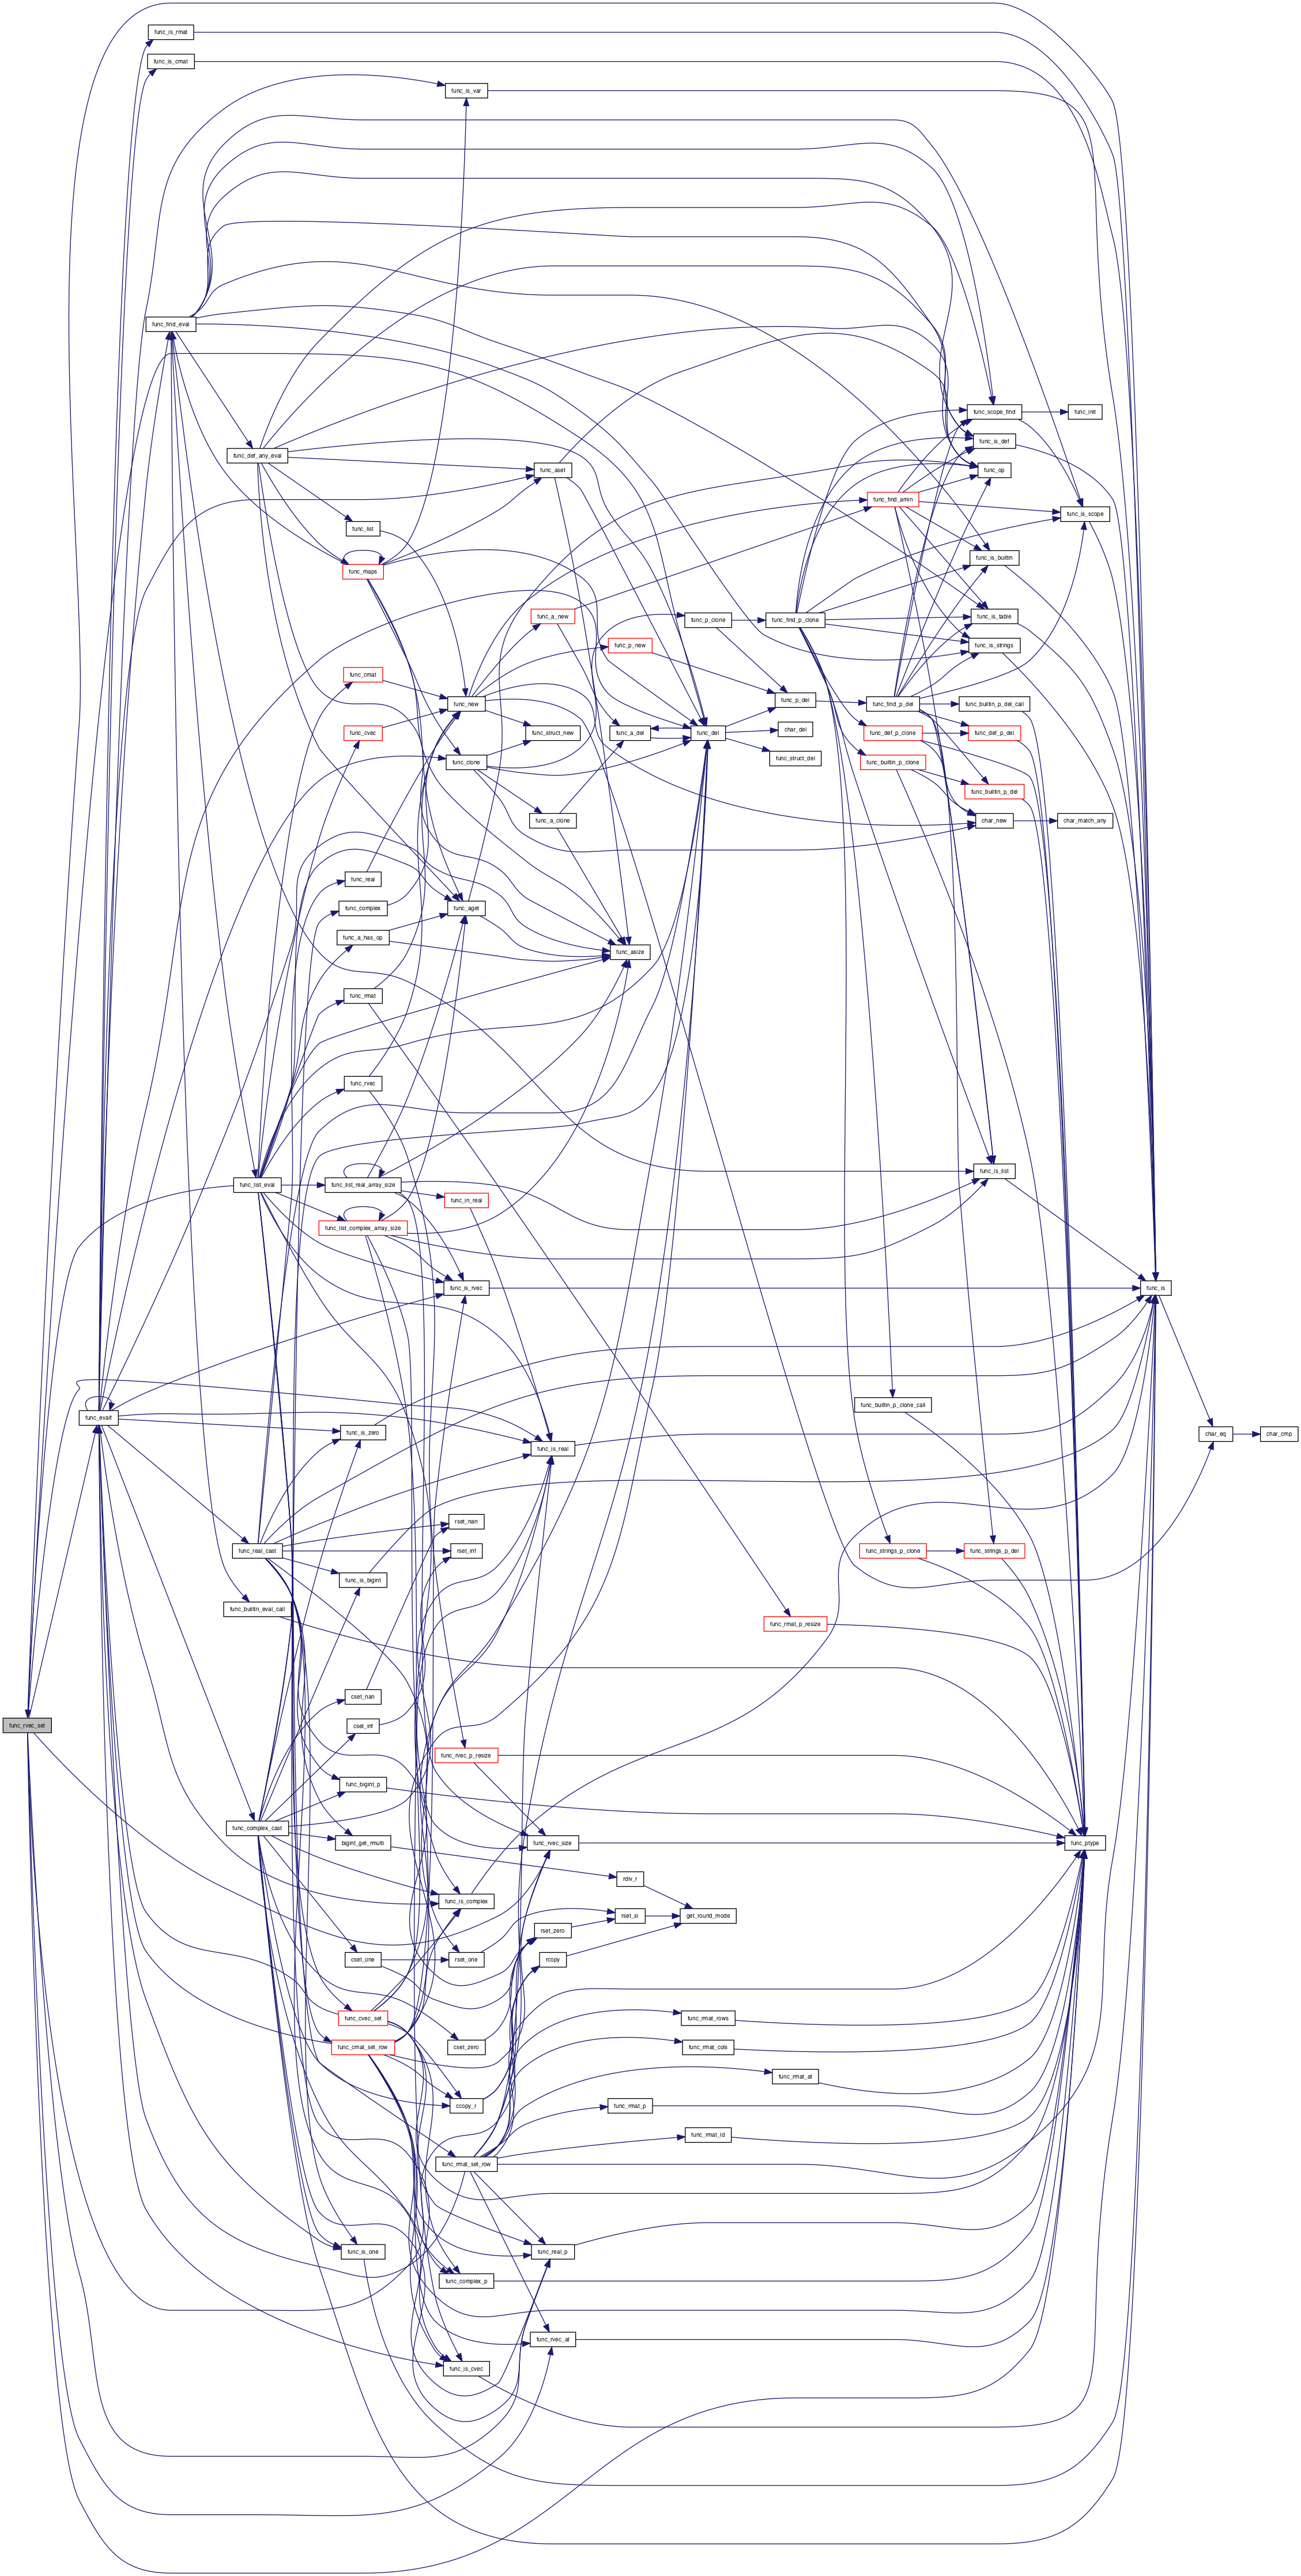 func_is_rmat
func_is_cmat
func_is_var
func_find_eval
func_scope_find
func_init
func_is_def
func_def_any_eval
func_aset
func_op
func_find_amin
func_is_scope
func_list
func_is_builtin
func_maps
func_a_new
func_p_clone
func_find_p_clone
func_is_table
func_p_new
func_is_strings
func_cmat
func_new
func_p_del
func_find_p_del
func_builtin_p_del_call
func_cvec
func_struct_new
func_a_del
func_del
char_del
func_def_p_clone
func_def_p_del
func_clone
func_struct_del
func_builtin_p_clone
func_builtin_p_del
func_a_clone
char_new
char_match_any
func_real
func_complex
func_aget
func_a_has_op
func_asize
func_rmat
func_rvec
func_is_list
func_list_eval
func_list_real_array_size
func_in_real
func_list_complex_array_size
func_is_rvec
func_is
func_builtin_p_clone_call
func_evalf
func_is_zero
func_is_real
char_eq
char_cmp
rset_nan
func_real_cast
rset_inf
func_strings_p_clone
func_strings_p_del
func_is_bigint
func_builtin_eval_call
func_rmat_p_resize
cset_nan
func_rvec_set
cset_inf
func_rvec_p_resize
func_bigint_p
func_complex_cast
bigint_get_rmulti
func_rvec_size
func_ptype
rdiv_r
func_is_complex
rset_si
get_round_mode
rset_zero
cset_one
rset_one
rcopy
func_cvec_set
func_rmat_rows
func_cmat_set_row
cset_zero
func_rmat_cols
func_rmat_at
ccopy_r
func_rmat_p
func_rmat_ld
func_rmat_set_row
func_is_one
func_real_p
func_complex_p
func_rvec_at
func_is_cvec